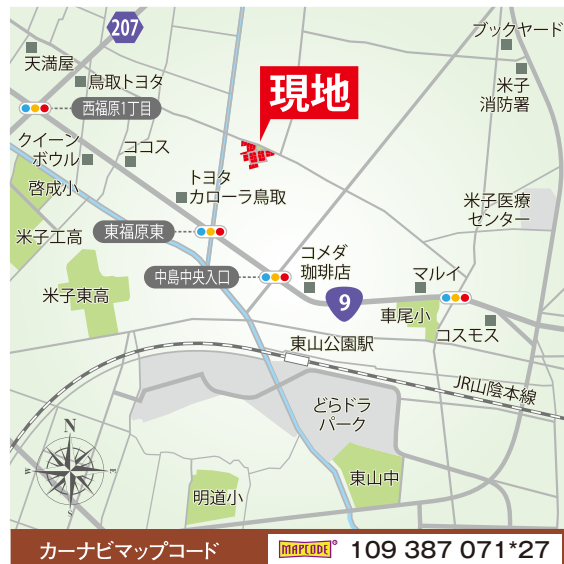 207
ブックヤード
天満屋
鳥取トヨタ
米子
消防署
現地
西福原1丁目
クイーン
ボウル
ココス
トヨタ
カローラ鳥取
啓成小
米子医療
センター
米子工高
東福原東
中島中央入口
コメダ
珈琲店
マルイ
米子東高
9
車尾小
コスモス
東山公園駅
JR山陰本線
どらドラ
パーク
N
W
E
S
東山中
明道小
カーナビマップコード
MAPCODE® 109 387 071*27